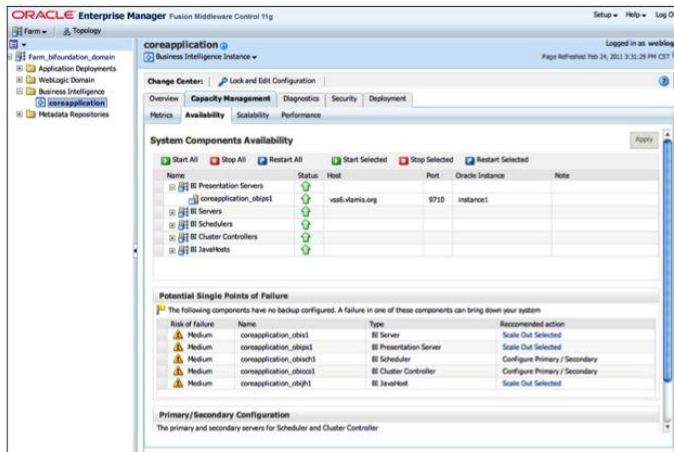 ORACLE Enterprise Manager Fusion Middleware Control 11g
Setup Help Log O
Farm Topology
Farm_bifoundation_domain
Application Deployments
WebLogic Domain
Business Intelligence
coreapplication
Metadata Repositories
coreapplication
Logged in as weblog
Business Intelligence Instance
Page Refreshed Feb 24, 2011 3:31:28 PM CST
Change Center: Lock and Edit Configuration
Overview Capacity Management Diagnostics Security Deployment
Metrics Availability Scalability Performance
System Components Availability
Apply
Start All Stop All Restart All Start Selected Stop Selected Restart Selected
Name Status Host Port Oracle Instance Note
BI Presentation Servers
coreapplication_obips1 vss6.vlamis.org 9710 instance1
BI Servers
BI Schedulers
BI Cluster Controllers
BI JavaHosts
Potential Single Points of Failure
The following components have no backup configured. A failure in one of these components can bring down your system
Risk of failure Name Type Reccomended action
Medium coreapplication_obis1 BI Server Scale Out Selected
Medium coreapplication_obips1 BI Presentation Server Scale Out Selected
Medium coreapplication_obisch1 BI Scheduler Configure Primary / Secondary
Medium coreapplication_obiccs1 BI Cluster Controller Configure Primary / Secondary
Medium coreapplication_obijh1 BI JavaHost Scale Out Selected
Primary/Secondary Configuration
The primary and secondary servers for Scheduler and Cluster Controller